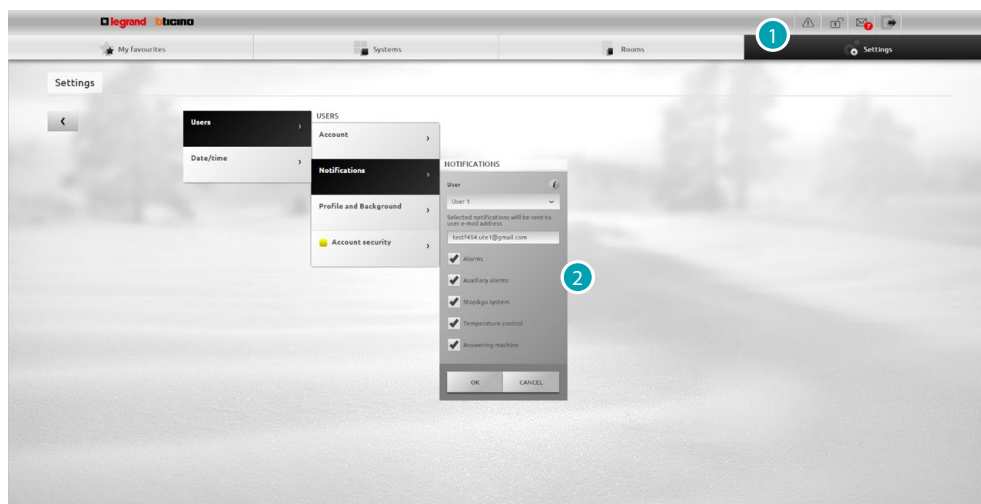 legrand bticino
7
1
My favourites
Systems
Rooms
Settings
Settings
Users
Date/time
USERS
Account
Notifications
Profile and Background
Account security
NOTIFICATIONS
User
i
User 1
Selected notifications will be sent to
user e-mail address
testf454.ute1@gmail.com
Alarms
Auxiliary alarms
Stop&go system
Temperature control
Answering machine
2
OK
CANCEL